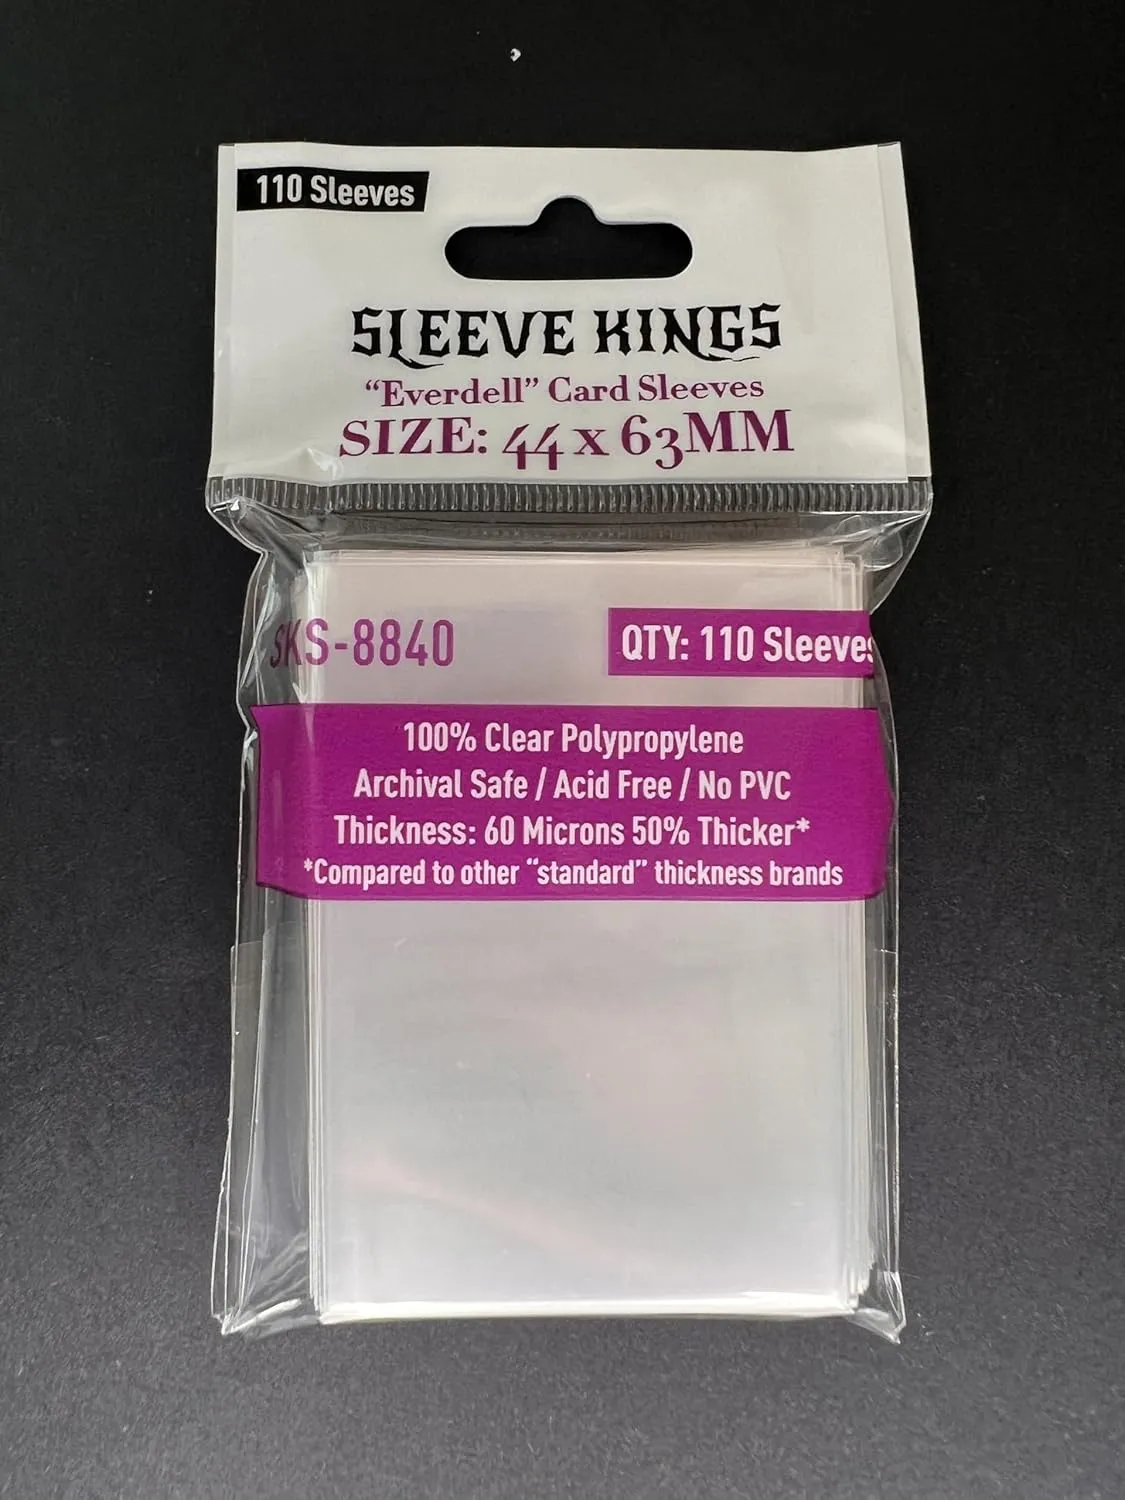 110 Sleeves
SLEEVE KINGS
“Everdell” Card Sleeves
SIZE: 44 x 63MM
SKS-8840
QTY: 110 Sleeves
100% Clear Polypropylene
Archival Safe / Acid Free / No PVC
Thickness: 60 Microns 50% Thicker*
*Compared to other “standard” thickness brands